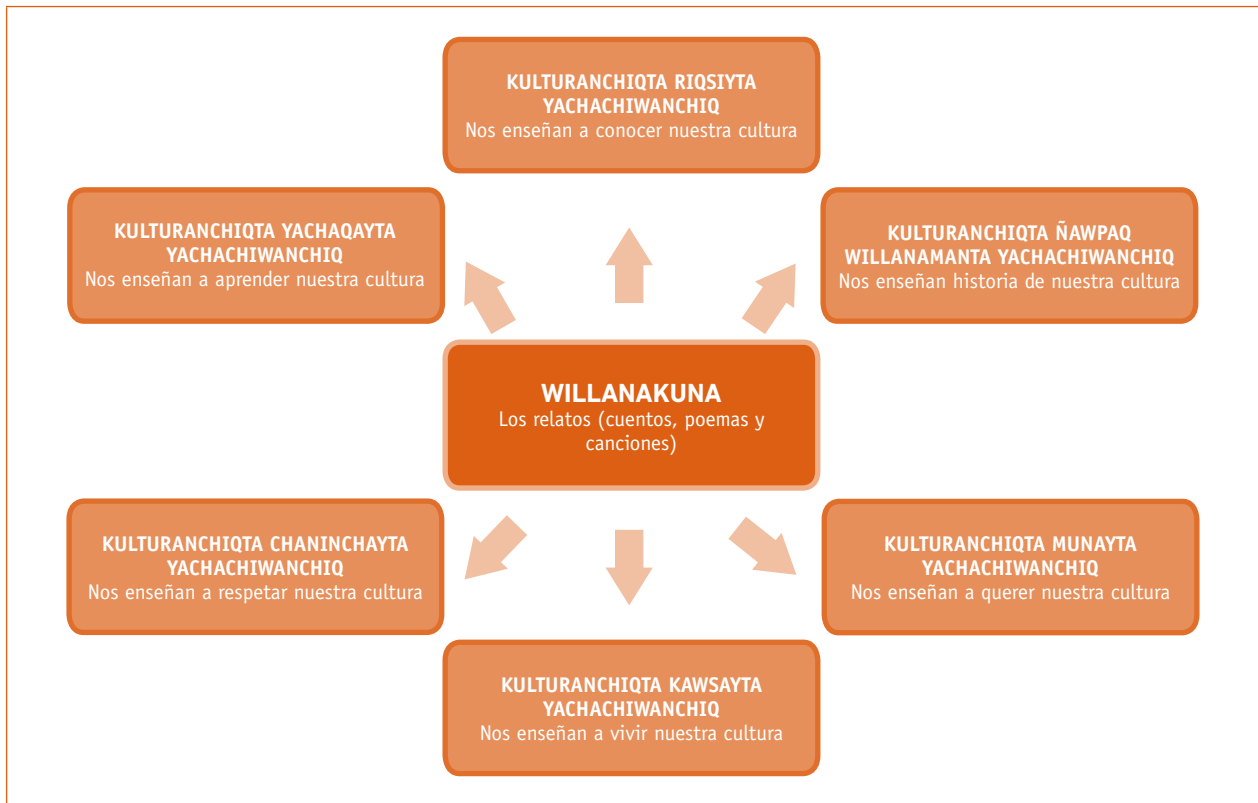 KULTURANCHIQTA RIQSIYTA
YACHACHIWANCHIQ
Nos enseñan a conocer nuestra cultura
KULTURANCHIQTA YACHAQAYTA
YACHACHIWANCHIQ
Nos enseñan a aprender nuestra cultura
KULTURANCHIQTA ÑAWPAQ
WILLANAMANTA YACHACHIWANCHIQ
Nos enseñan historia de nuestra cultura
WILLANAKUNA
Los relatos (cuentos, poemas y
canciones)
KULTURANCHIQTA CHANINCHAYTA
YACHACHIWANCHIQ
Nos enseñan a respetar nuestra cultura
KULTURANCHIQTA MUNAYTA
YACHACHIWANCHIQ
Nos enseñan a querer nuestra cultura
KULTURANCHIQTA KAWSAYTA
YACHACHIWANCHIQ
Nos enseñan a vivir nuestra cultura